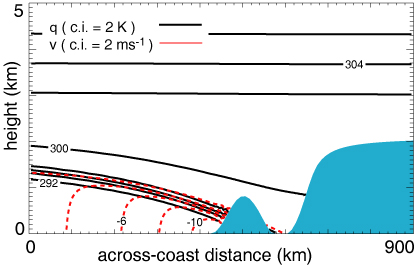 5
q ( c.i. = 2 K )
v ( c.i. = 2 ms-1 )
304
height (km)
300
292
-6
-10
0
0
900
across-coast distance (km)